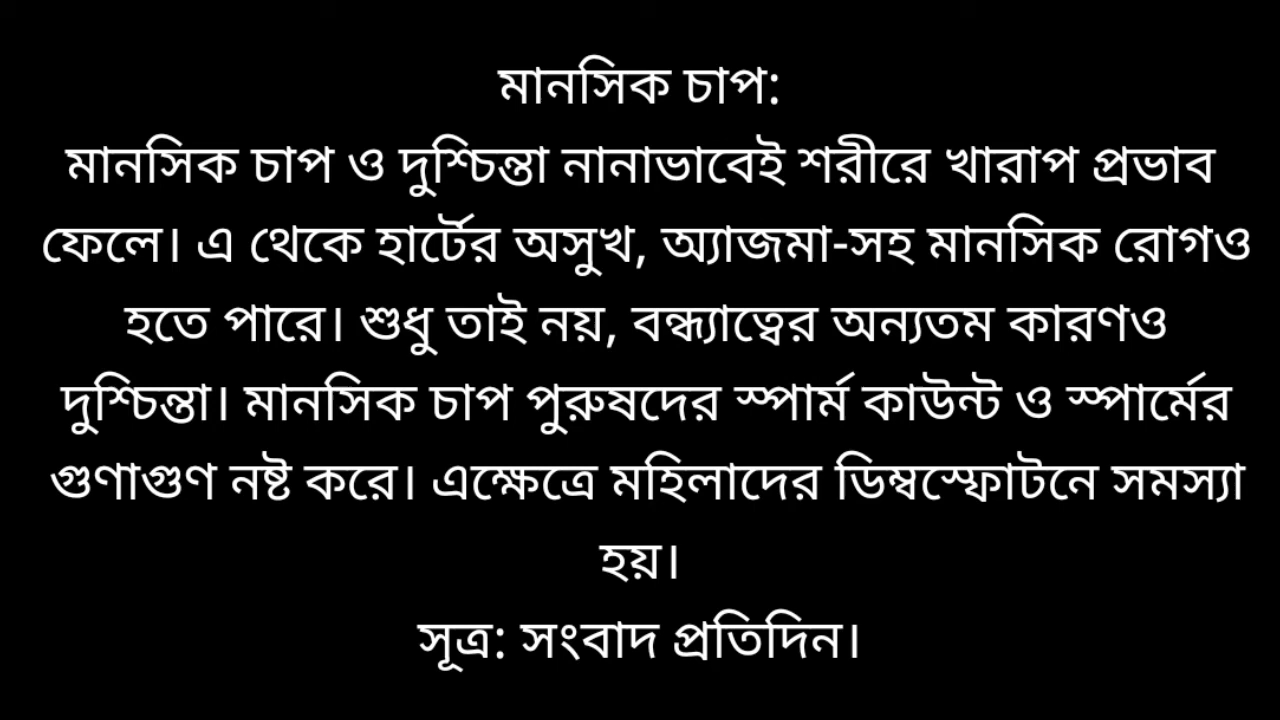 মানসিক চাপ:
মানসিক চাপ ও দুশ্চিন্তা নানাভাবেই শরীরে খারাপ প্রভাব
ফেলে। এ থেকে হার্টের অসুখ, অ্যাজমা-সহ মানসিক রোগও
হতে পারে। শুধু তাই নয়, বন্ধ্যাত্বের অন্যতম কারণও
দুশ্চিন্তা। মানসিক চাপ পুরুষদের স্পার্ম কাউন্ট ও স্পার্মের
গুণাগুণ নষ্ট করে। এক্ষেত্রে মহিলাদের ডিম্বস্ফোটনে সমস্যা
হয়।
সূত্র: সংবাদ প্রতিদিন।